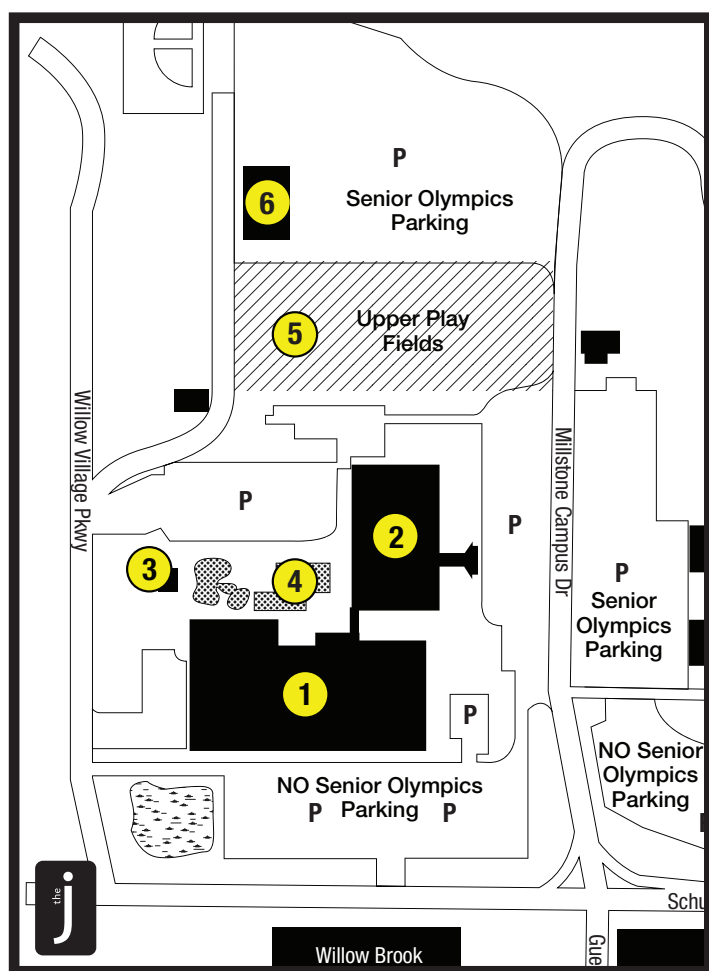 P
6
Senior Olympics
Parking
5
Upper Play
Fields
Willow Village Pkwy
Millstone Campus Dr
P
2
P
3
4
P
Senior
Olympics
Parking
1
P
NO Senior
Olympics
Parking
NO Senior Olympics
P Parking P
the j
Schu
Gue
Willow Brook